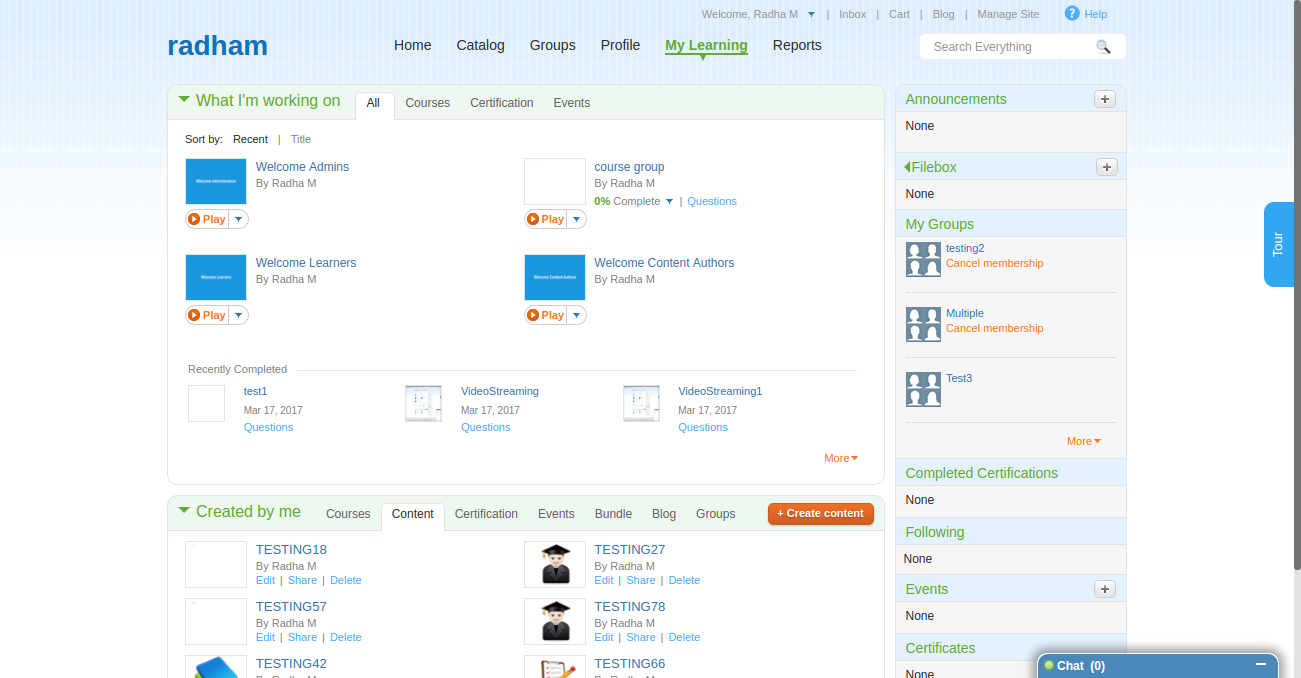 Welcome, Radha M | Inbox | Cart | Blog | Manage Site ? Help
radham
Home Catalog Groups Profile My Learning Reports
Search Everything
What I'm working on All Courses Certification Events
Sort by: Recent | Title
Welcome Admins
By Radha M
Play
course group
By Radha M
0% Complete | Questions
Play
Welcome Learners
By Radha M
Play
Welcome Content Authors
By Radha M
Play
Recently Completed
test1
Mar 17, 2017
Questions
VideoStreaming
Mar 17, 2017
Questions
VideoStreaming1
Mar 17, 2017
Questions
More
Created by me Courses Content Certification Events Bundle Blog Groups + Create content
TESTING18
By Radha M
Edit | Share | Delete
TESTING27
By Radha M
Edit | Share | Delete
TESTING57
By Radha M
Edit | Share | Delete
TESTING78
By Radha M
Edit | Share | Delete
TESTING42
By Radha M
TESTING66
By Radha M
Announcements +
None
Filebox +
None
My Groups
testing2
Cancel membership
Multiple
Cancel membership
Test3
More
Completed Certifications
None
Following
None
Events +
None
Certificates
None
Tour
Chat (0)